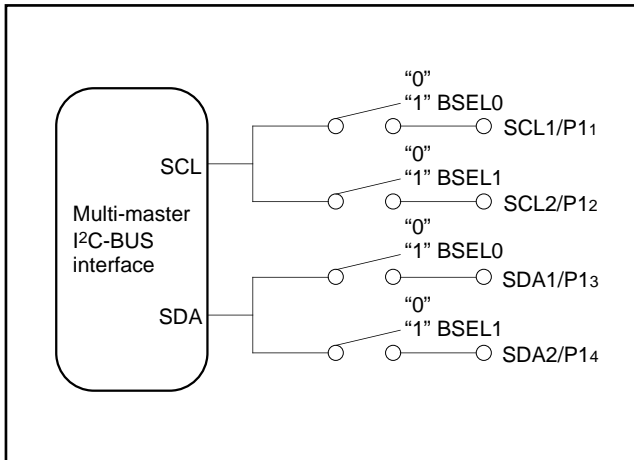 Multi-master
I²C-BUS
interface
SCL
SDA
“0”
“1” BSEL0
SCL1/P1₁
“0”
“1” BSEL1
SCL2/P1₂
“0”
“1” BSEL0
SDA1/P1₃
“0”
“1” BSEL1
SDA2/P1₄